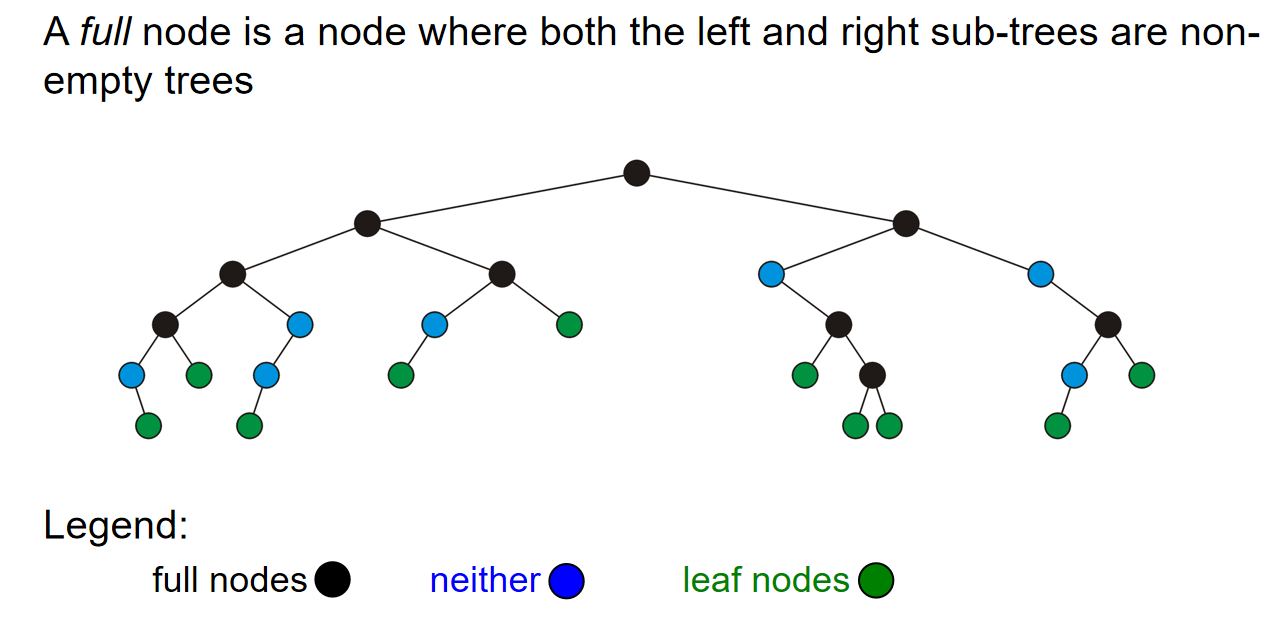 A full node is a node where both the left and right sub-trees are non-
empty trees
Legend:
full nodes neither leaf nodes